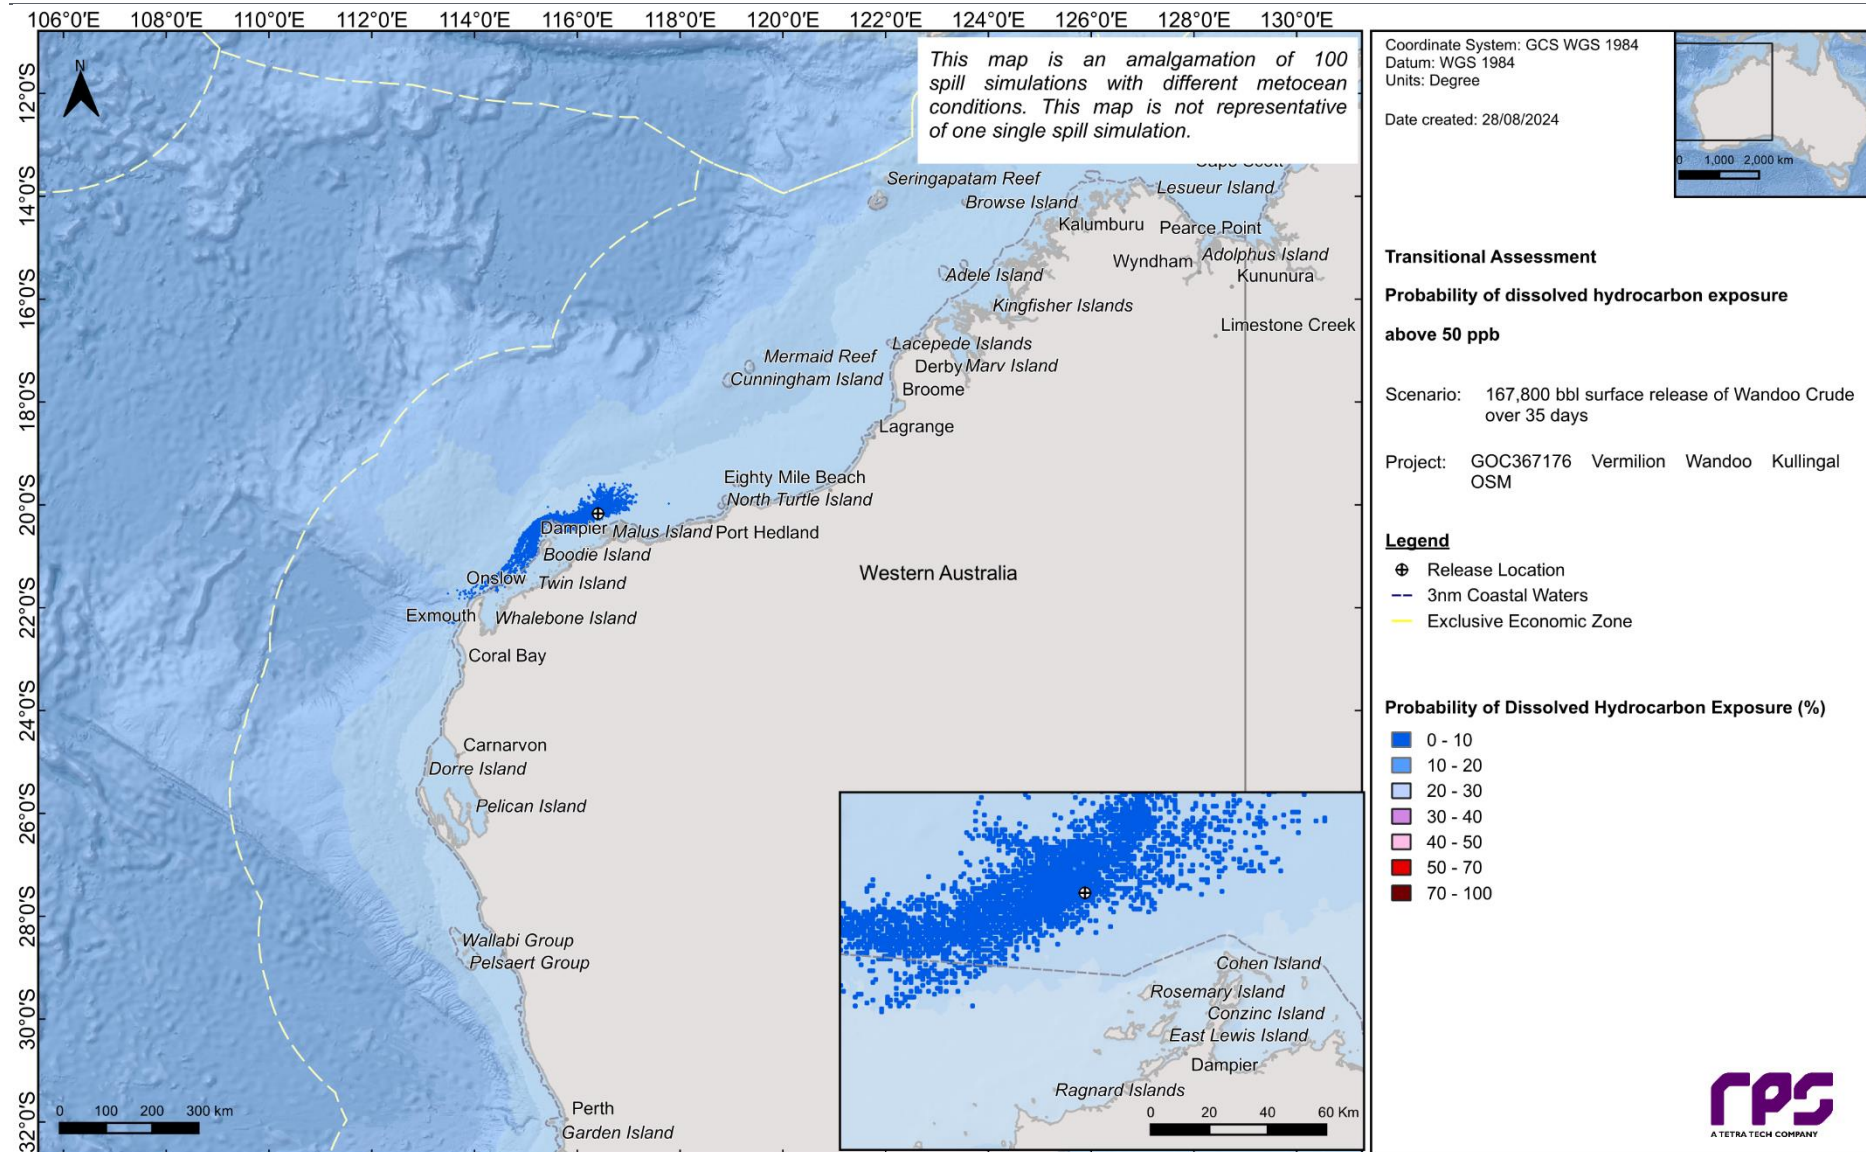 106°0'E 108°0'E 110°0'E 112°0'E 114°0'E 116°0'E 118°0'E 120°0'E 122°0'E 124°0'E 126°0'E 128°0'E 130°0'E
12°0'S
14°0'S
16°0'S
18°0'S
20°0'S
22°0'S
24°0'S
26°0'S
28°0'S
30°0'S
32°0'S
N
This map is an amalgamation of 100
spill simulations with different metocean
conditions. This map is not representative
of one single spill simulation.
Cape Scott
Seringapatam Reef
Lesueur Island
Browse Island
Kalumburu
Pearce Point
Adolphus Island
Wyndham
Kununura
Adele Island
Kingfisher Islands
Limestone Creek
Lacepede Islands
Mermaid Reef
Derby
Marv Island
Cunningham Island
Broome
Lagrange
Eighty Mile Beach
North Turtle Island
Dampier
Malus Island
Port Hedland
Boodie Island
Onslow
Twin Island
Western Australia
Exmouth
Whalebone Island
Coral Bay
Carnarvon
Dorre Island
Pelican Island
Wallabi Group
Pelsaert Group
Perth
Garden Island
0 100 200 300 km
Cohen Island
Rosemary Island
Conzinc Island
East Lewis Island
Dampier
Ragnard Islands
0 20 40 60 Km
Coordinate System: GCS WGS 1984
Datum: WGS 1984
Units: Degree
Date created: 28/08/2024
0 1,000 2,000 km
Transitional Assessment
Probability of dissolved hydrocarbon exposure
above 50 ppb
Scenario: 167,800 bbl surface release of Wandoo Crude
over 35 days
Project: GOC367176 Vermilion Wandoo Kullingal
OSM
Legend
Release Location
3nm Coastal Waters
Exclusive Economic Zone
Probability of Dissolved Hydrocarbon Exposure (%)
0 - 10
10 - 20
20 - 30
30 - 40
40 - 50
50 - 70
70 - 100
rps
A TETRA TECH COMPANY